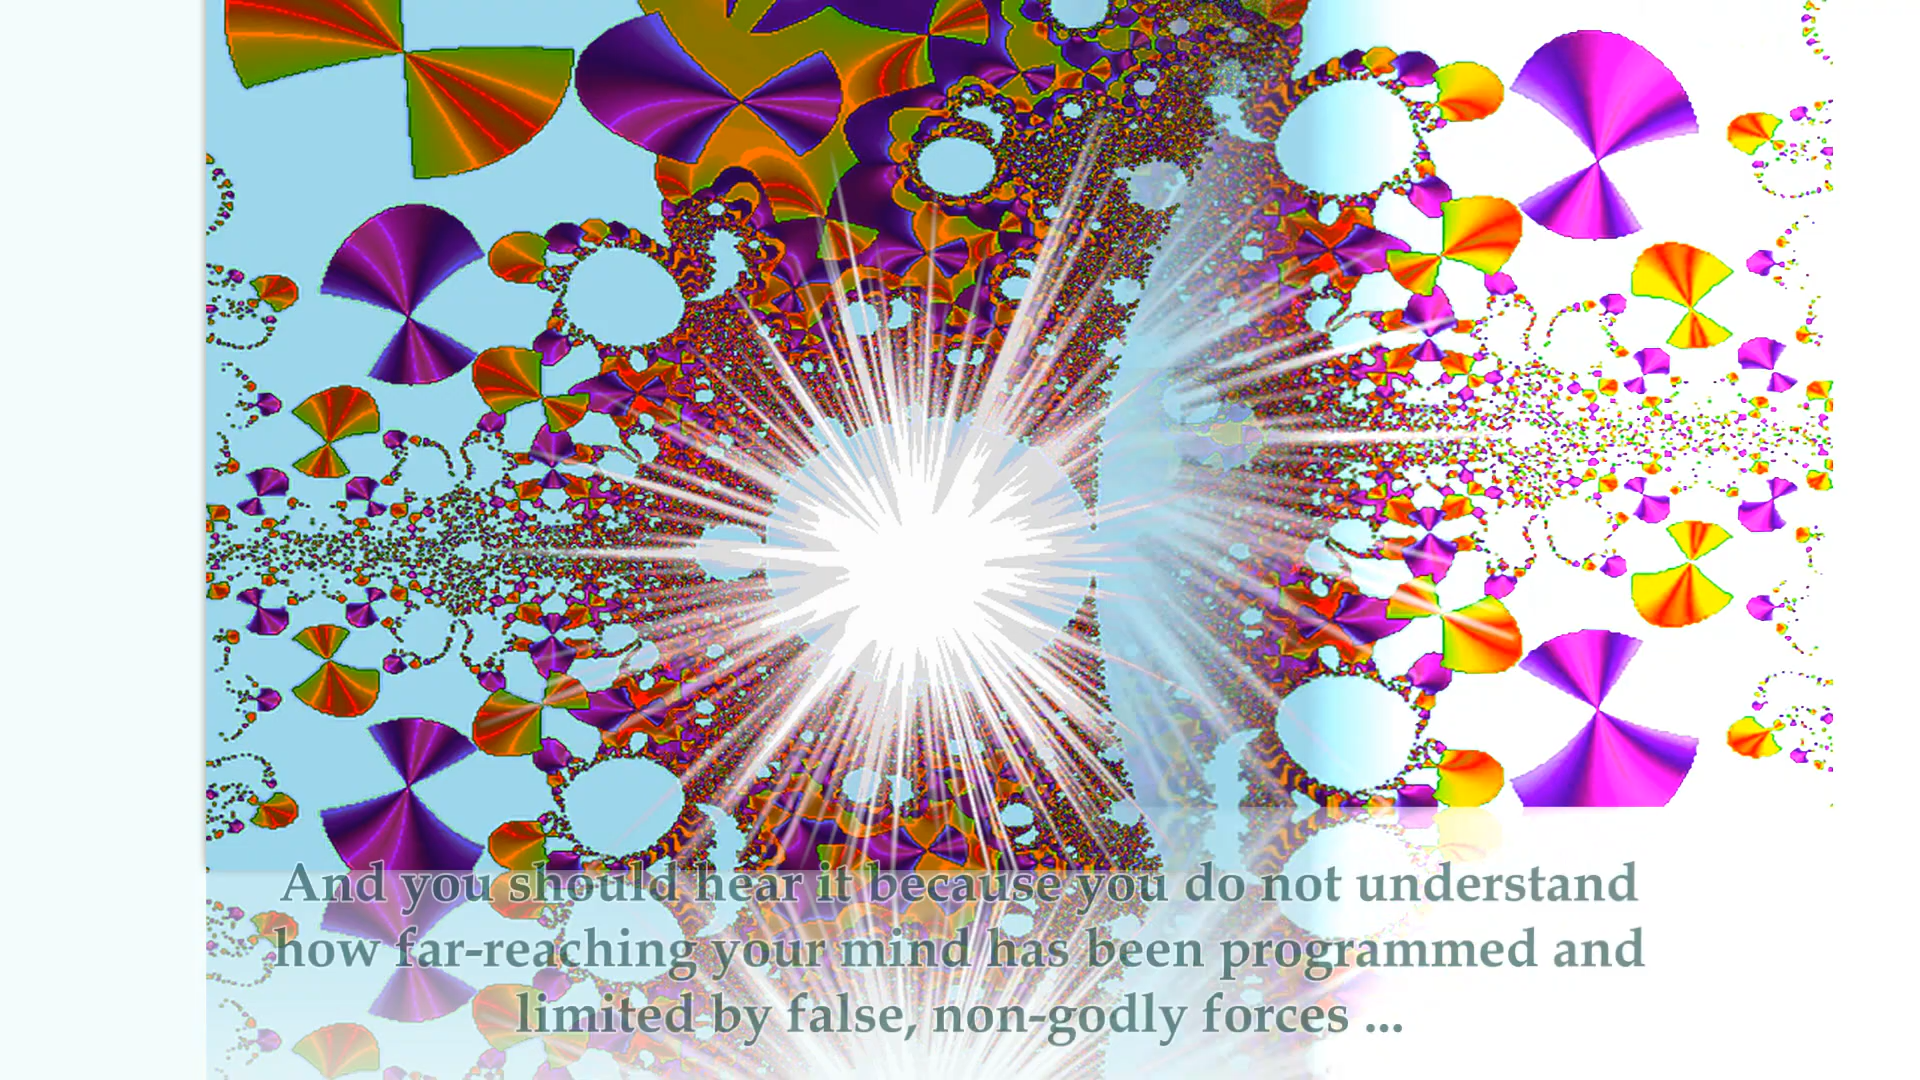 And you should hear it because you do not understand
how far-reaching your mind has been programmed and
limited by false, non-godly forces ...